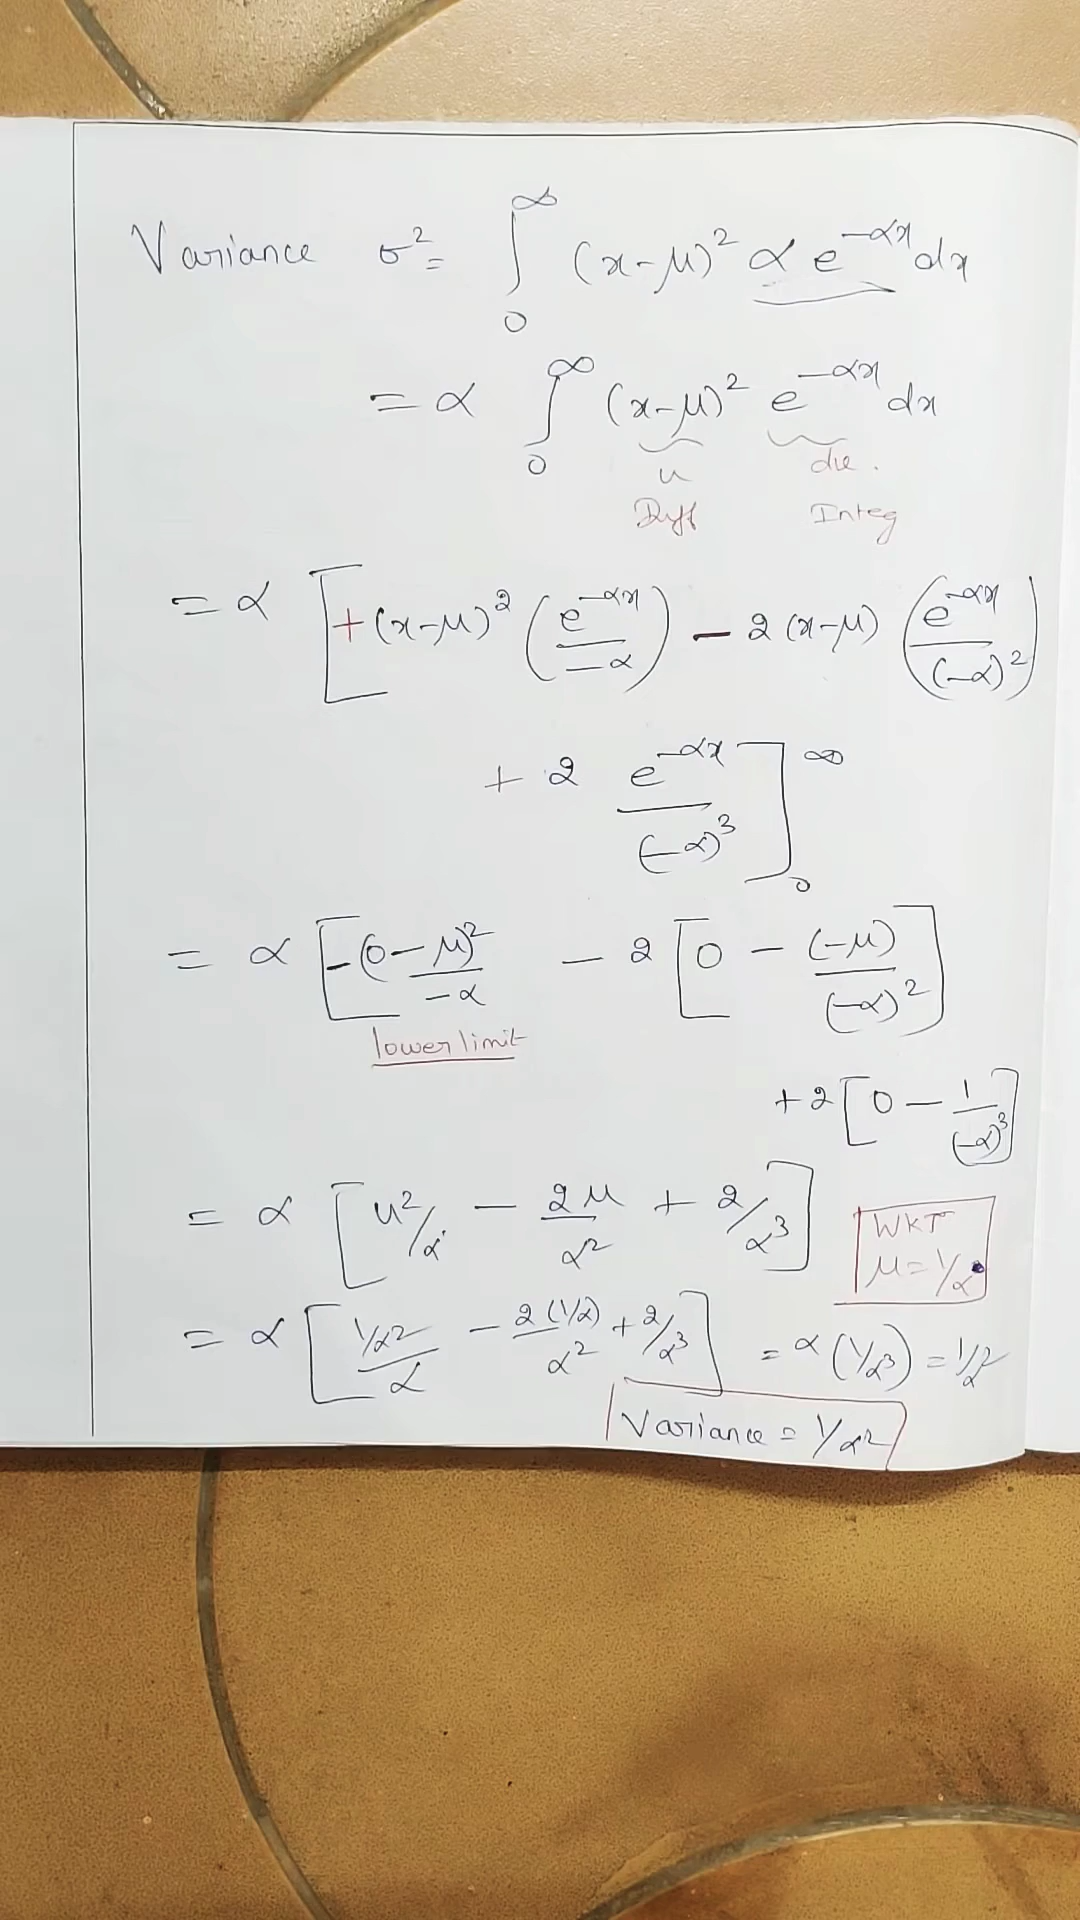 Variance σ² = ∫₀^∞ (x-μ)² α e^{-αx} dx
= α ∫₀^∞ (x-μ)² e^{-αx} dx
u dv.
Diff Integ
= α [ +(x-μ)² (e^{-αx}/-α) - 2(x-μ) (e^{-αx}/(-α)²)
+ 2 e^{-αx}/(-α)³ ]₀^∞
= α [ -(0-μ)²/-α - 2 [ 0 - (-μ)/(-α)² ]
lower limit
+2 [ 0 - 1/(-α)³ ]
= α [ μ²/α - 2μ/α² + 2/α³ ] WKT
μ = 1/α
= α [ 1/α²/α - 2(1/α)/α² + 2/α³ ] = α (1/α³) = 1/α²
Variance = 1/α²